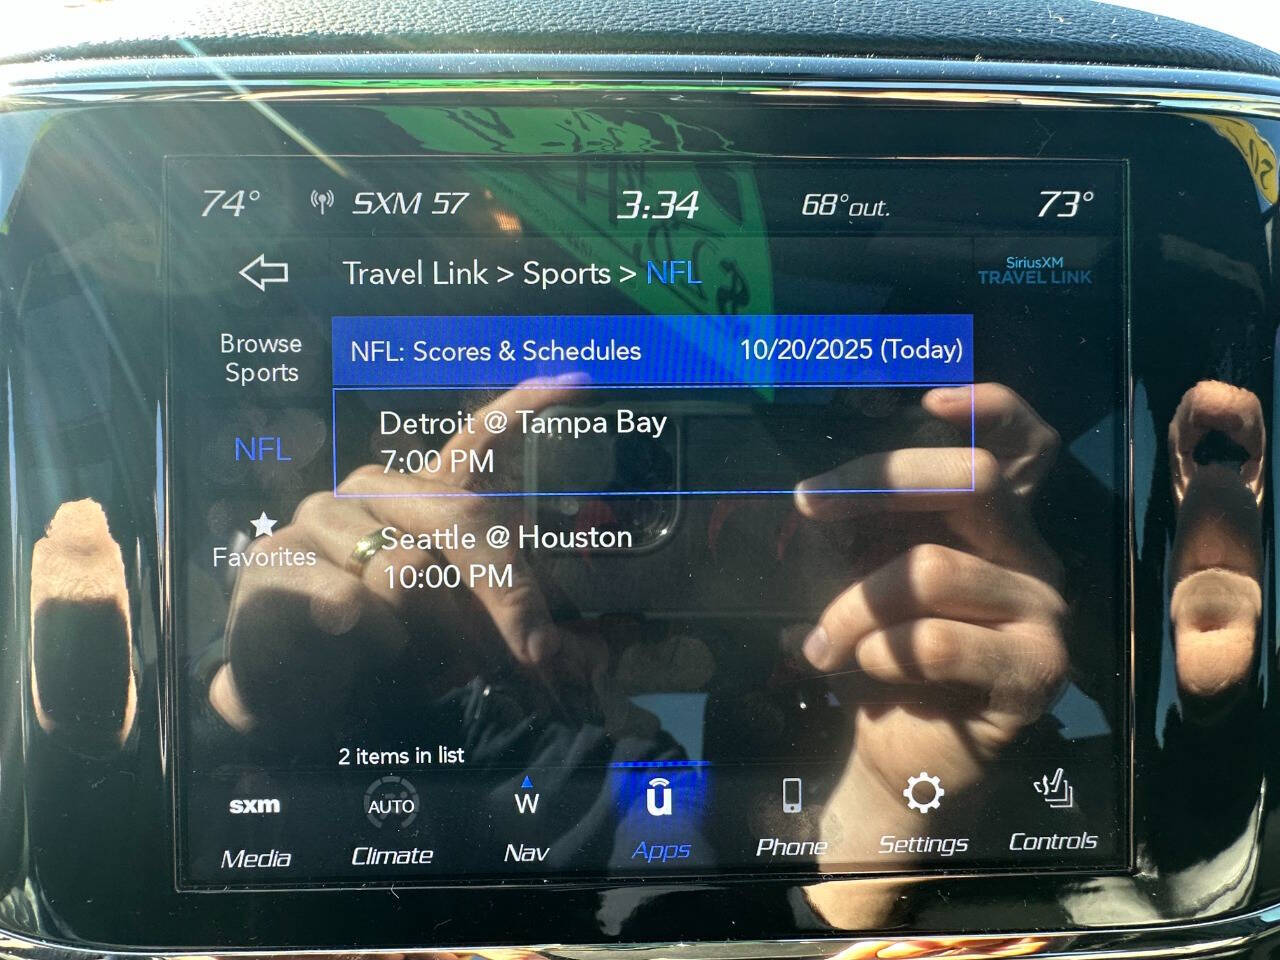 74° SXM 57 3:34 68° out. 73°
Travel Link > Sports > NFL
SiriusXM
TRAVEL LINK
Browse
Sports
NFL
Favorites
NFL: Scores & Schedules 10/20/2025 (Today)
Detroit @ Tampa Bay
7:00 PM
Seattle @ Houston
10:00 PM
2 items in list
sxm AUTO W u
Media Climate Nav Apps Phone Settings Controls